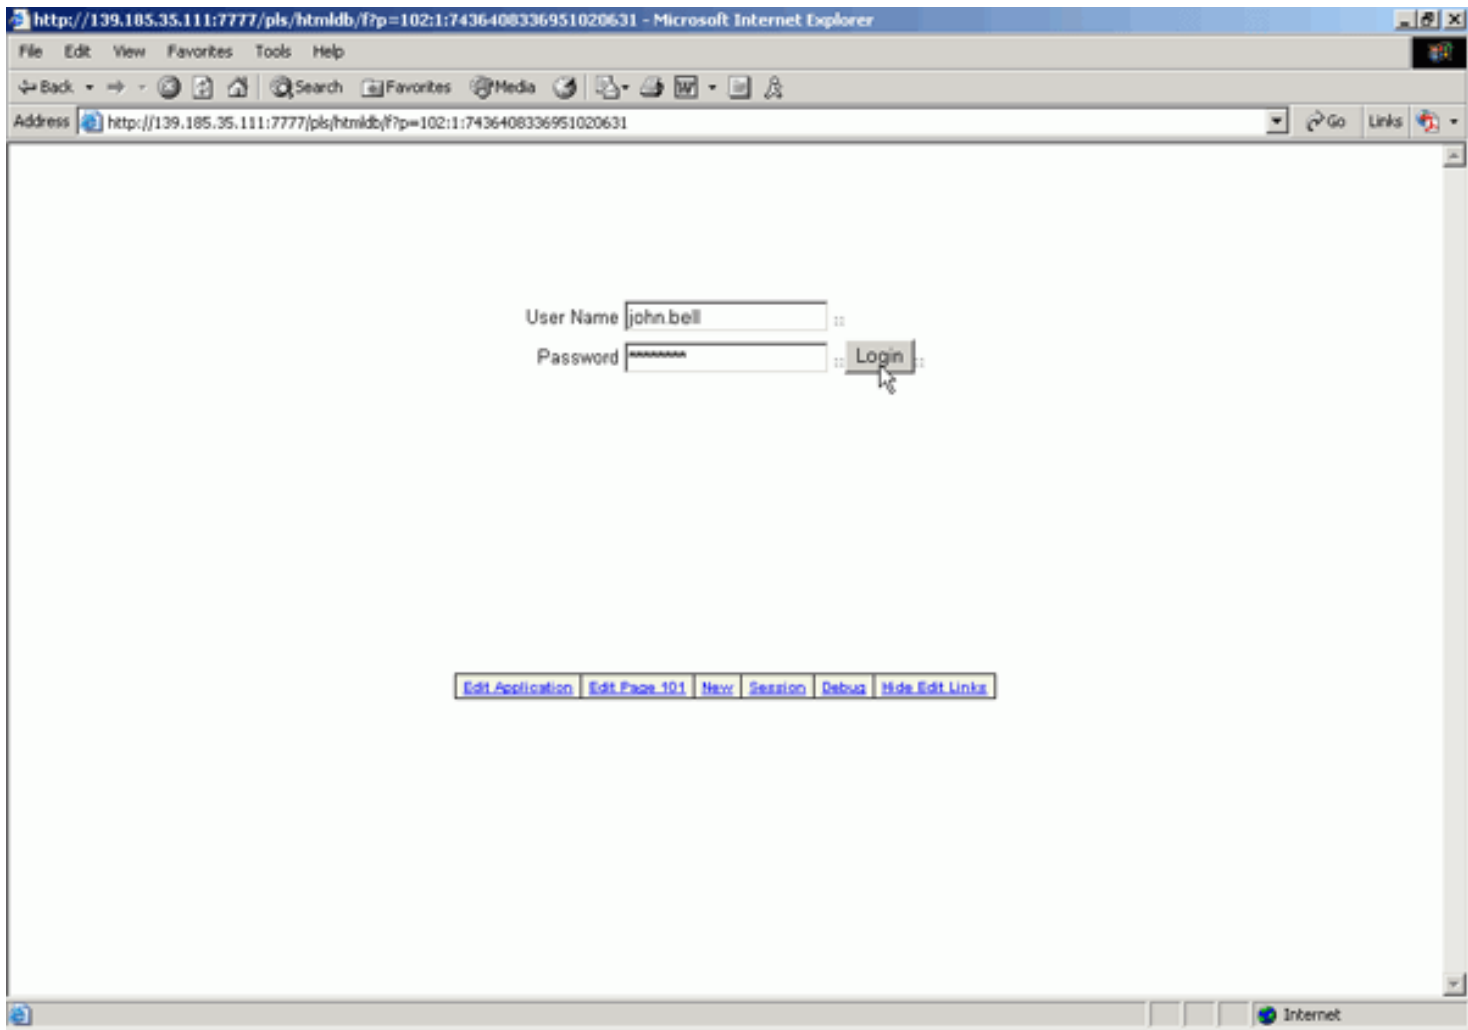 http://139.185.35.111:7777/pls/htmldb/f?p=102:1:7436408336951020631 - Microsoft Internet Explorer
File Edit View Favorites Tools Help
Back Search Favorites Media
Address http://139.185.35.111:7777/pls/htmldb/f?p=102:1:7436408336951020631 Go Links
User Name john.bell
Password ******** Login
Edit Application Edit Page 101 New Session Debug Hide Edit Links
Internet